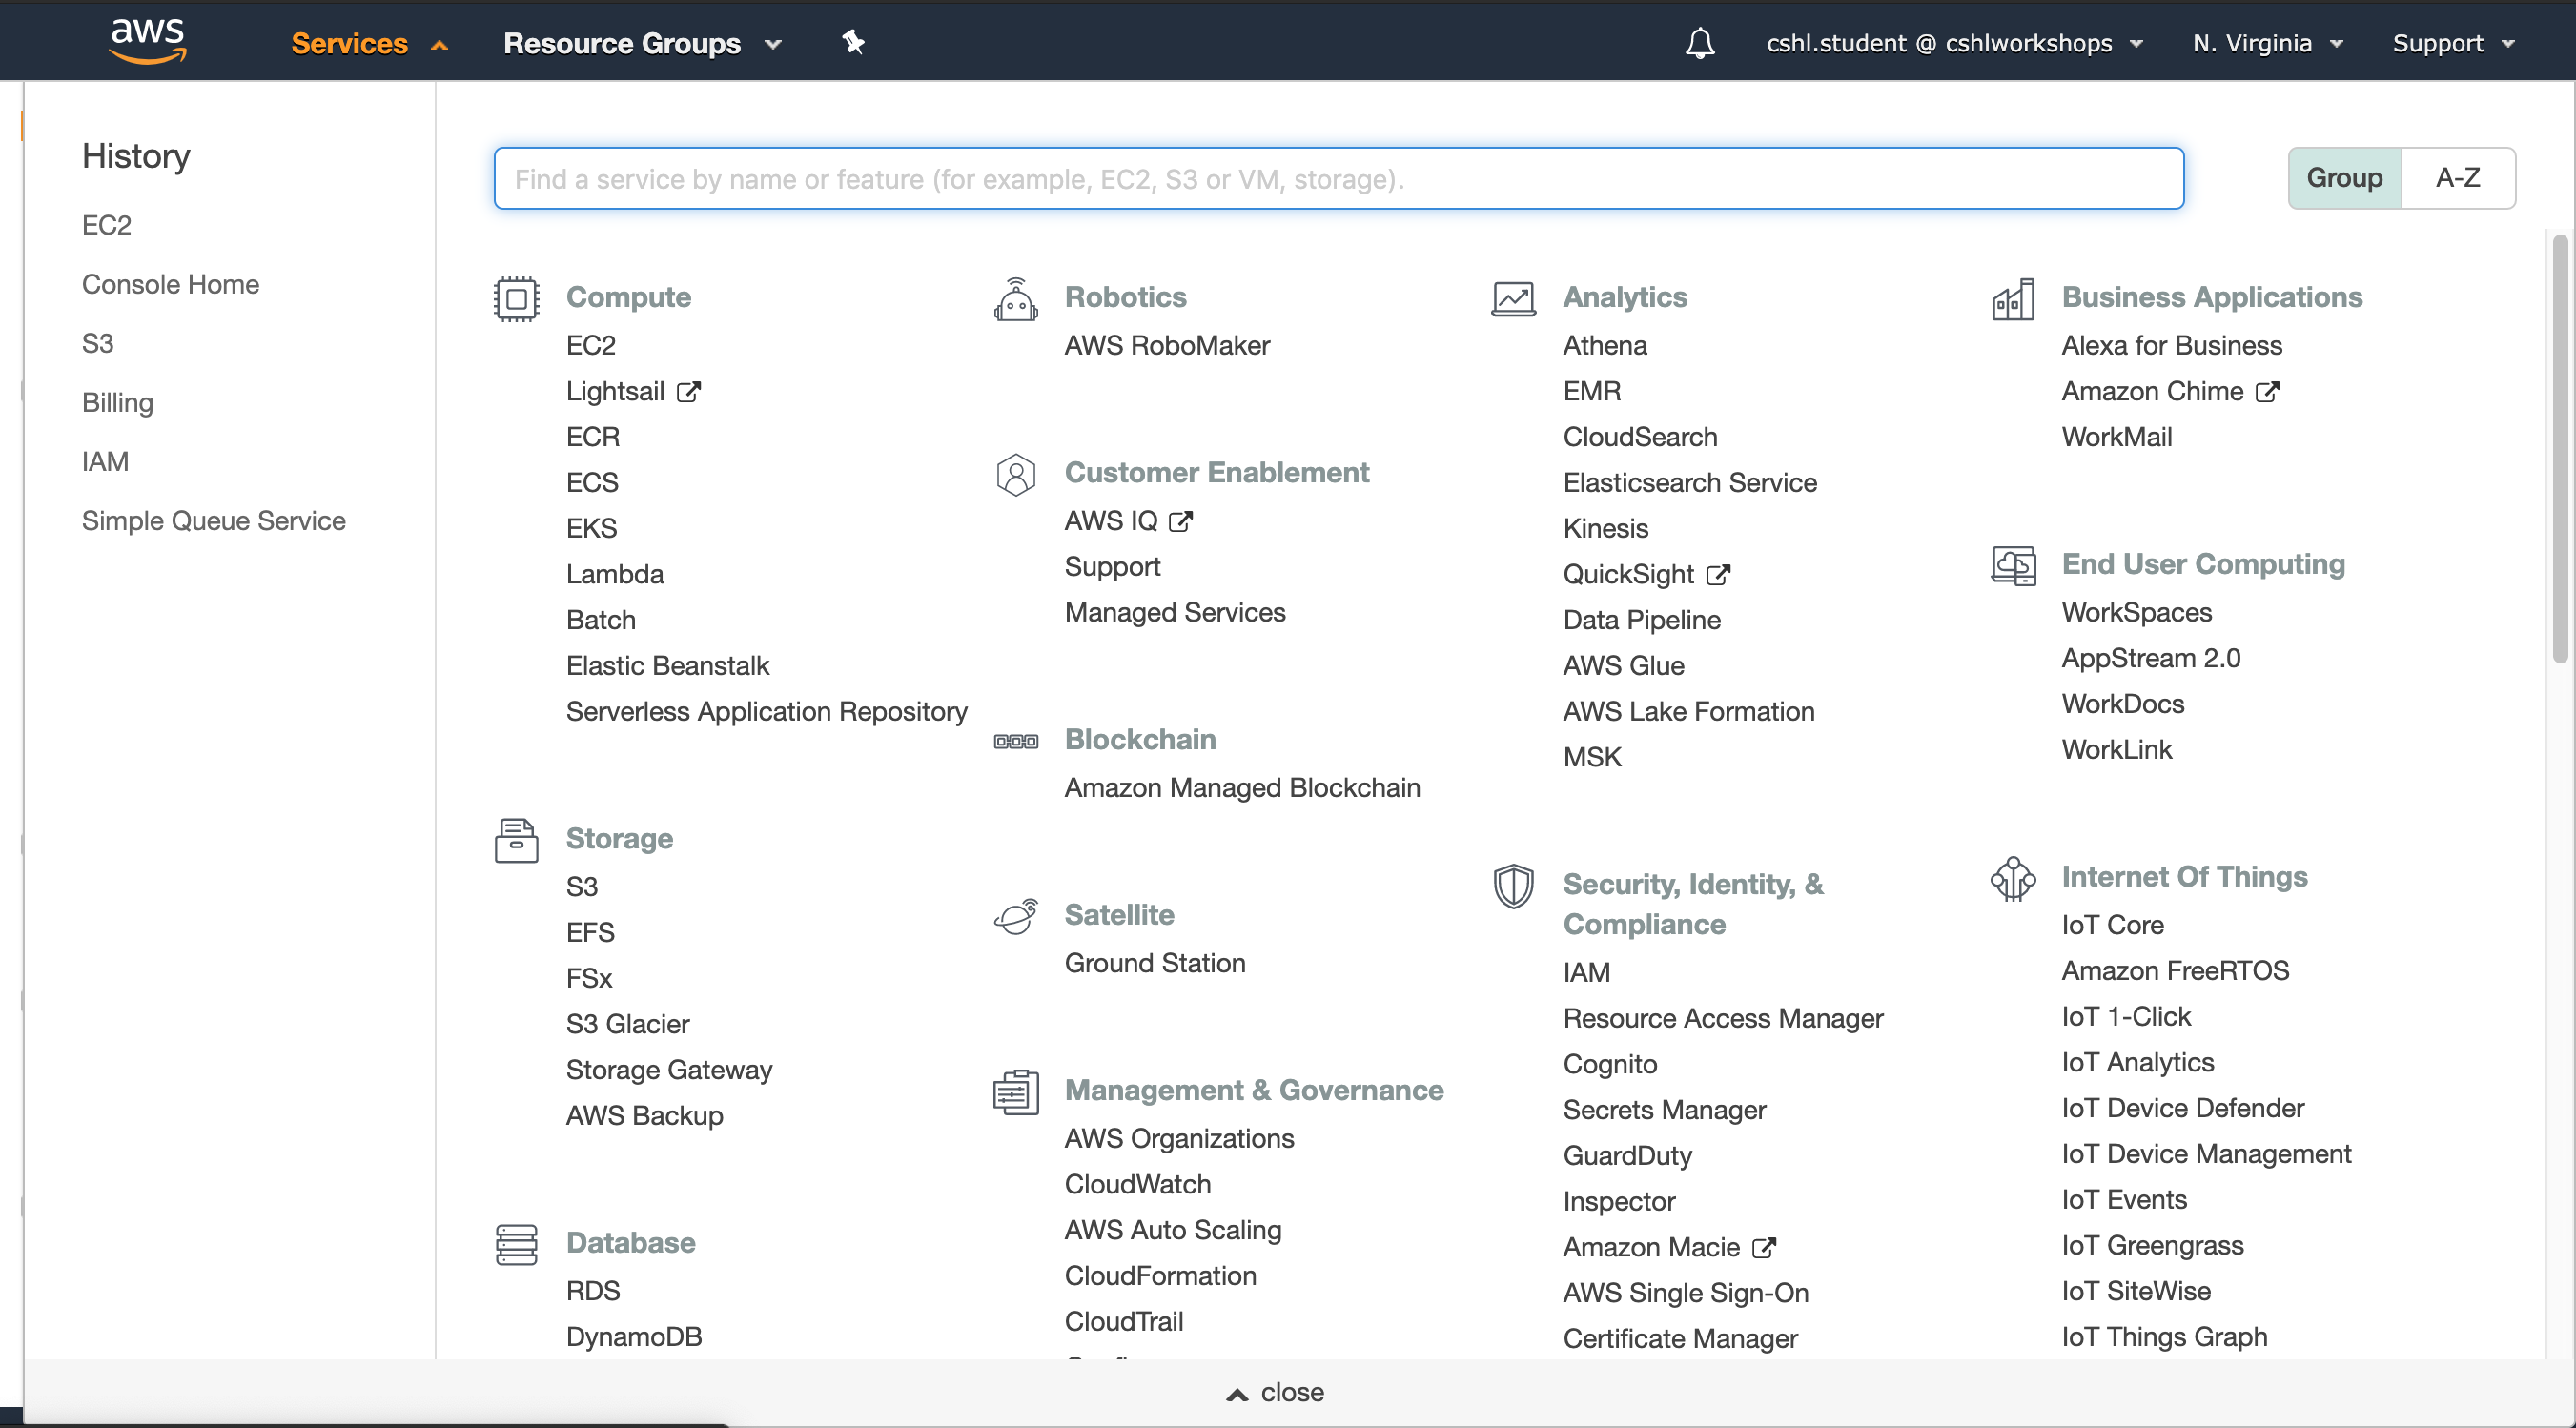 aws
Services
Resource Groups
cshl.student @ cshlworkshops
N. Virginia
Support
History
EC2
Console Home
S3
Billing
IAM
Simple Queue Service
Find a service by name or feature (for example, EC2, S3 or VM, storage).
Group
A-Z
Compute
EC2
Lightsail
ECR
ECS
EKS
Lambda
Batch
Elastic Beanstalk
Serverless Application Repository
Storage
S3
EFS
FSx
S3 Glacier
Storage Gateway
AWS Backup
Database
RDS
DynamoDB
Robotics
AWS RoboMaker
Customer Enablement
AWS IQ
Support
Managed Services
Blockchain
Amazon Managed Blockchain
Satellite
Ground Station
Management & Governance
AWS Organizations
CloudWatch
AWS Auto Scaling
CloudFormation
CloudTrail
Analytics
Athena
EMR
CloudSearch
Elasticsearch Service
Kinesis
QuickSight
Data Pipeline
AWS Glue
AWS Lake Formation
MSK
Security, Identity, &
Compliance
IAM
Resource Access Manager
Cognito
Secrets Manager
GuardDuty
Inspector
Amazon Macie
AWS Single Sign-On
Certificate Manager
Business Applications
Alexa for Business
Amazon Chime
WorkMail
End User Computing
WorkSpaces
AppStream 2.0
WorkDocs
WorkLink
Internet Of Things
IoT Core
Amazon FreeRTOS
IoT 1-Click
IoT Analytics
IoT Device Defender
IoT Device Management
IoT Events
IoT Greengrass
IoT SiteWise
IoT Things Graph
close